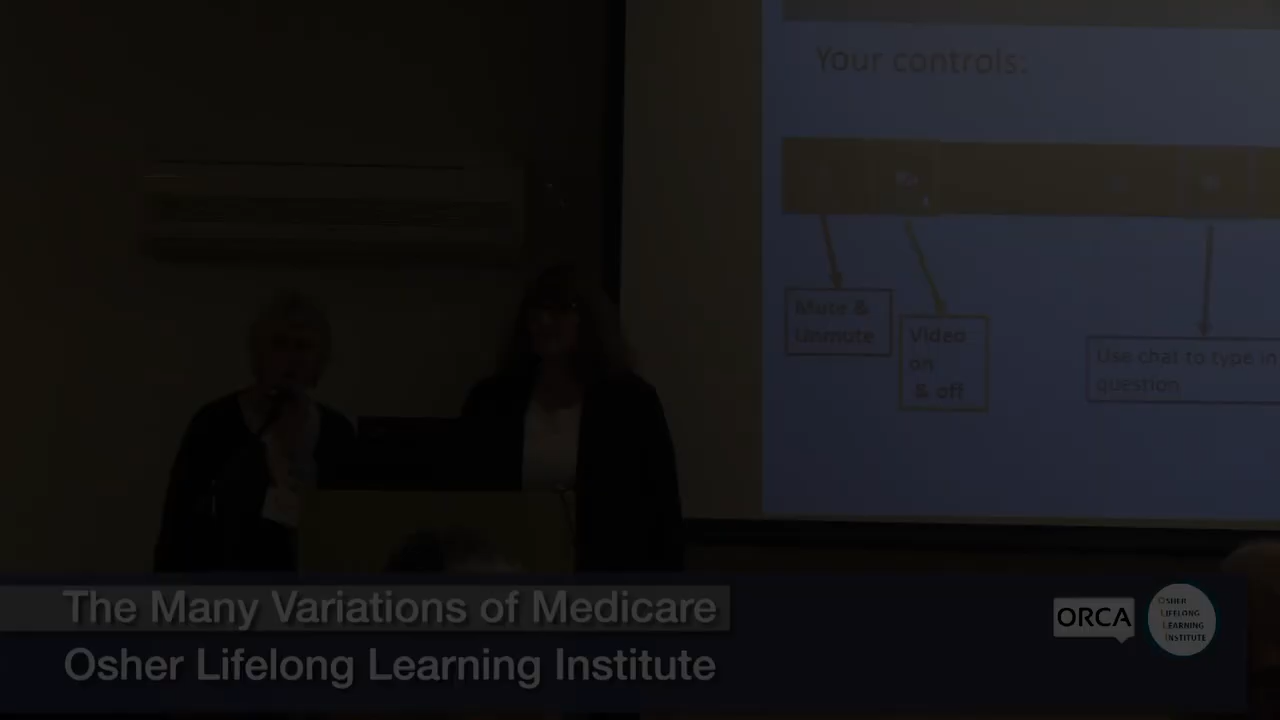 Your controls:
Mute &
Unmute
Video
on
& off
Use chat to type in
question
The Many Variations of Medicare
Osher Lifelong Learning Institute
ORCA
OSHER
LIFELONG
LEARNING
INSTITUTE